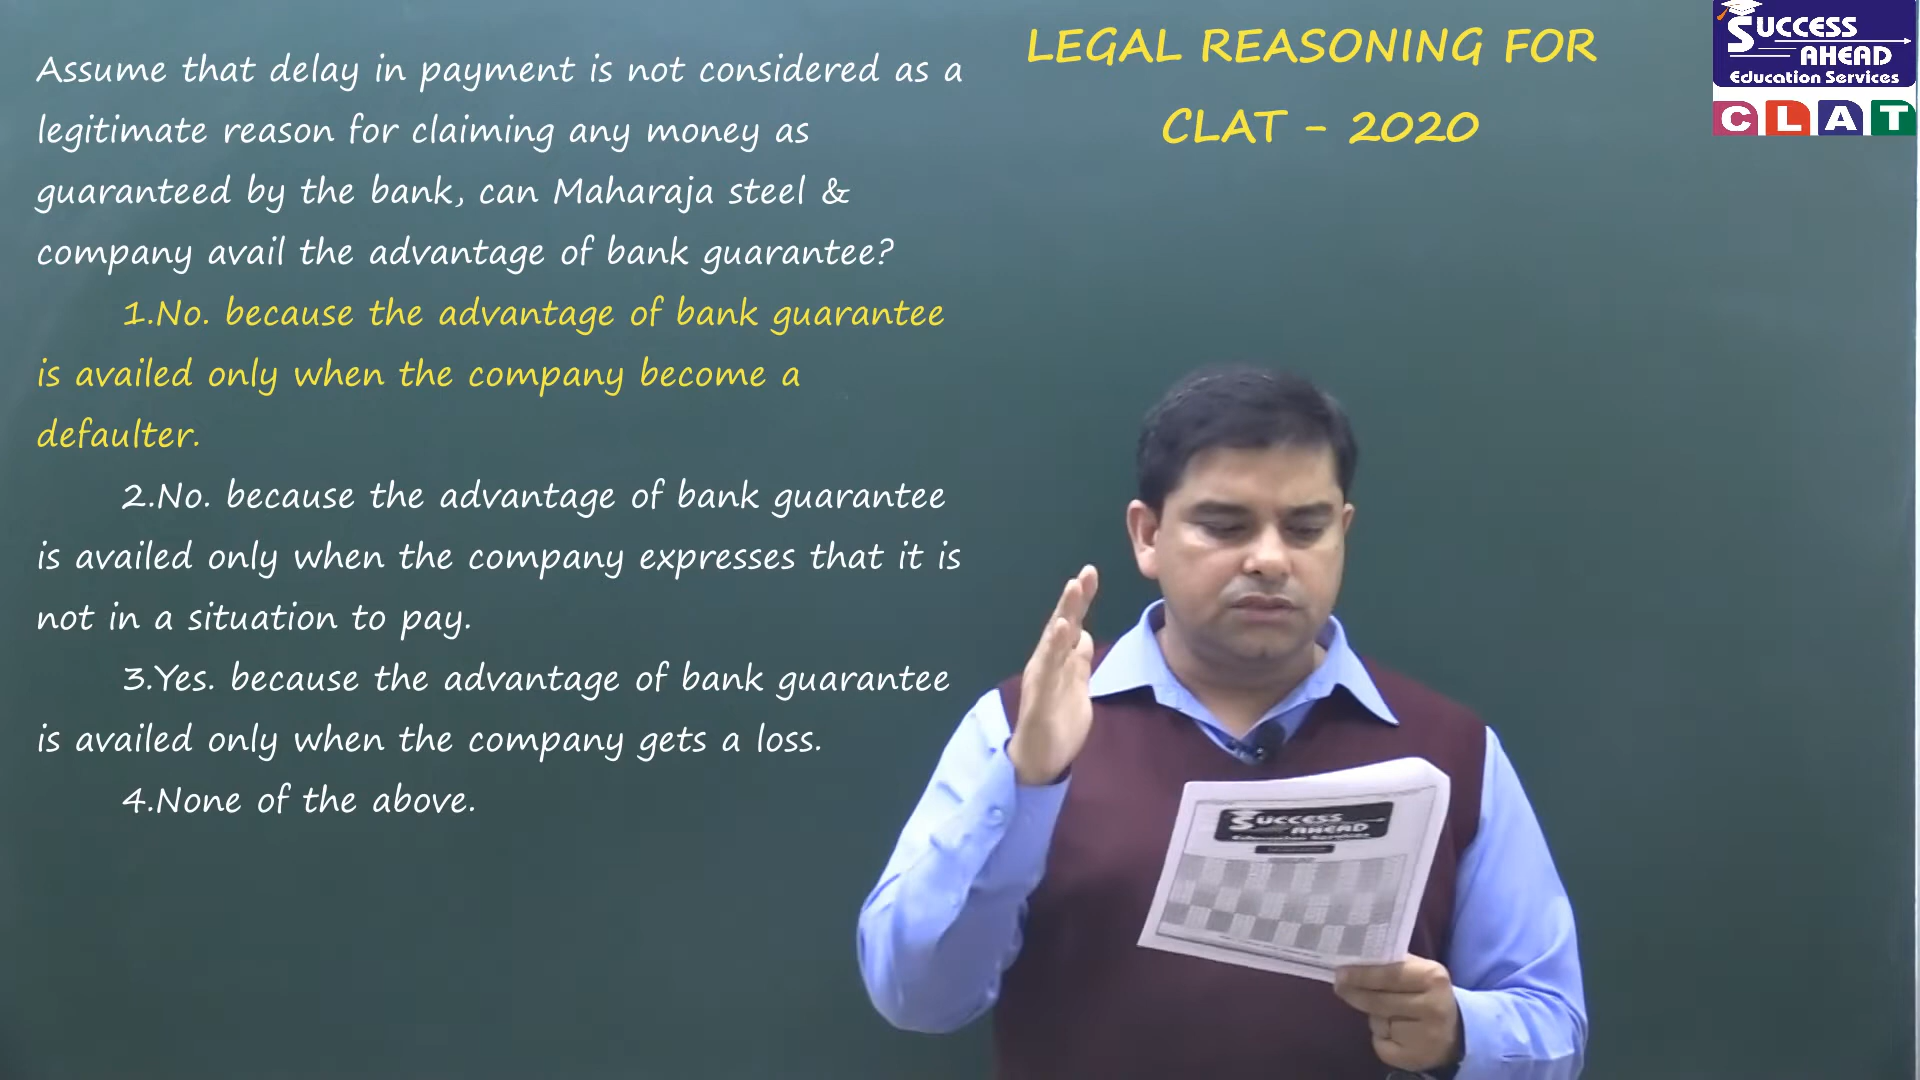 Assume that delay in payment is not considered as a
legitimate reason for claiming any money as
guaranteed by the bank, can Maharaja steel &
company avail the advantage of bank guarantee?
1.No. because the advantage of bank guarantee
is availed only when the company become a
defaulter.
2.No. because the advantage of bank guarantee
is availed only when the company expresses that it is
not in a situation to pay.
3.Yes. because the advantage of bank guarantee
is availed only when the company gets a loss.
4.None of the above.
LEGAL REASONING FOR
CLAT - 2020
SUCCESS
AHEAD
Education Services
CLAT
SUCCESS
AHEAD
Education Services